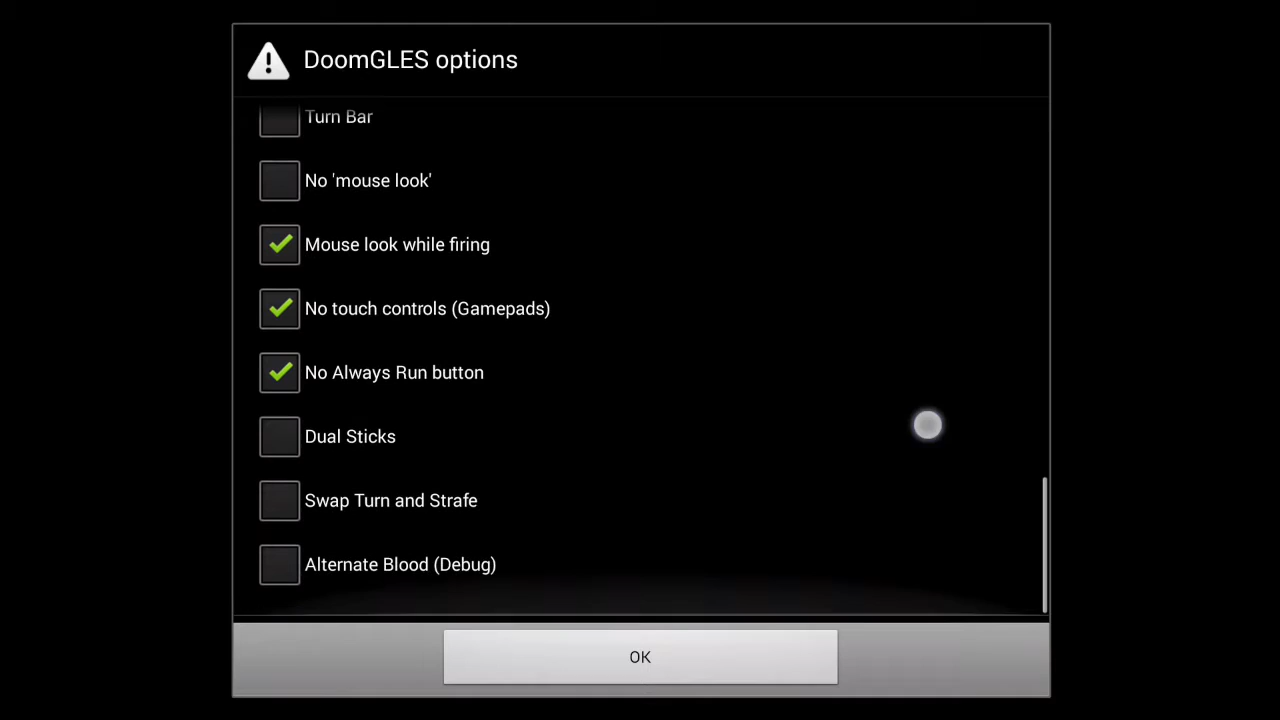 DoomGLES options
Turn Bar
No 'mouse look'
Mouse look while firing
No touch controls (Gamepads)
No Always Run button
Dual Sticks
Swap Turn and Strafe
Alternate Blood (Debug)
OK